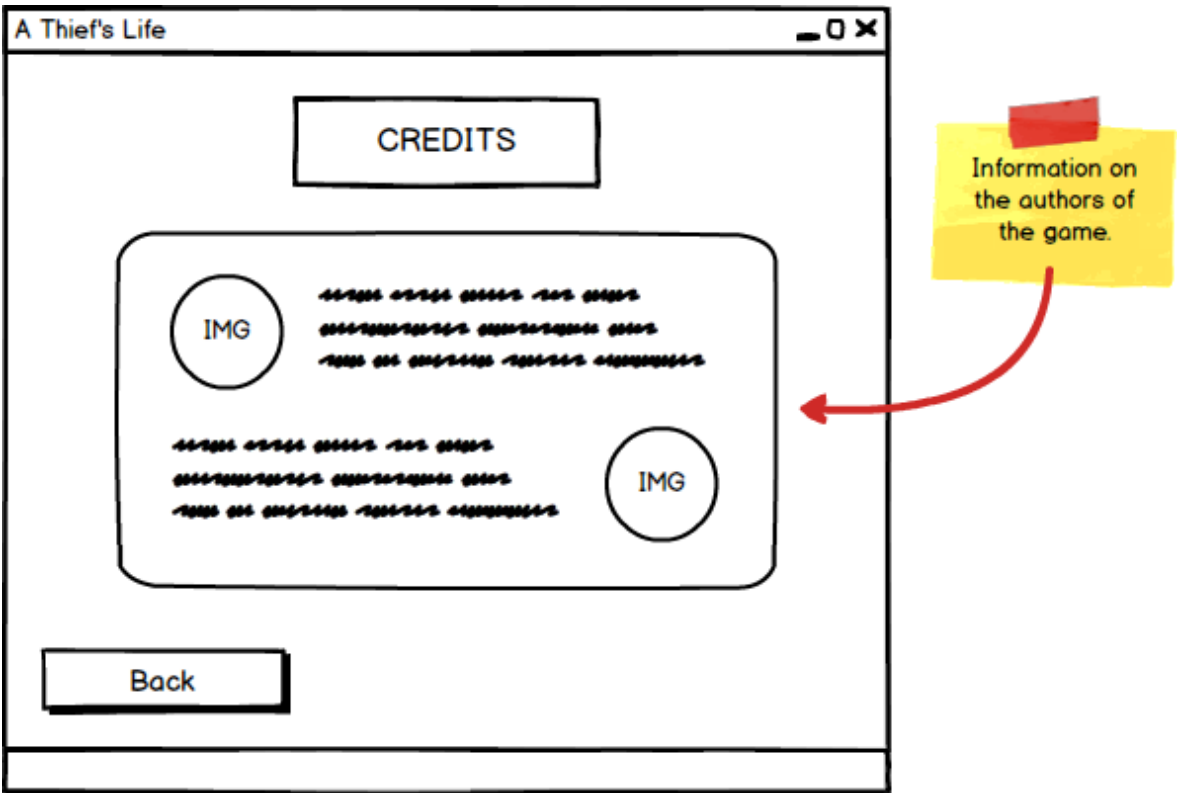 A Thief's Life
CREDITS
Information on
the authors of
the game.
IMG
IMG
Back